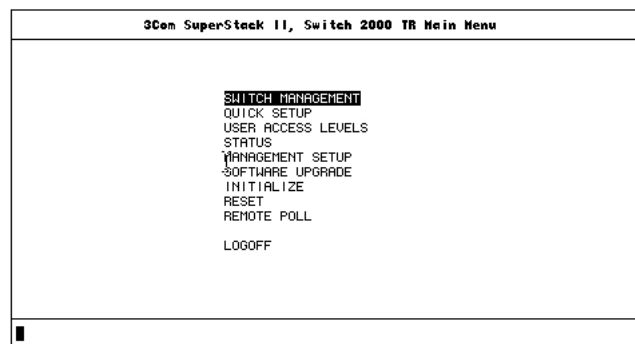 3Com SuperStack II, Switch 2000 TR Main Menu
SWITCH MANAGEMENT
QUICK SETUP
USER ACCESS LEVELS
STATUS
MANAGEMENT SETUP
SOFTWARE UPGRADE
INITIALIZE
RESET
REMOTE POLL
LOGOFF